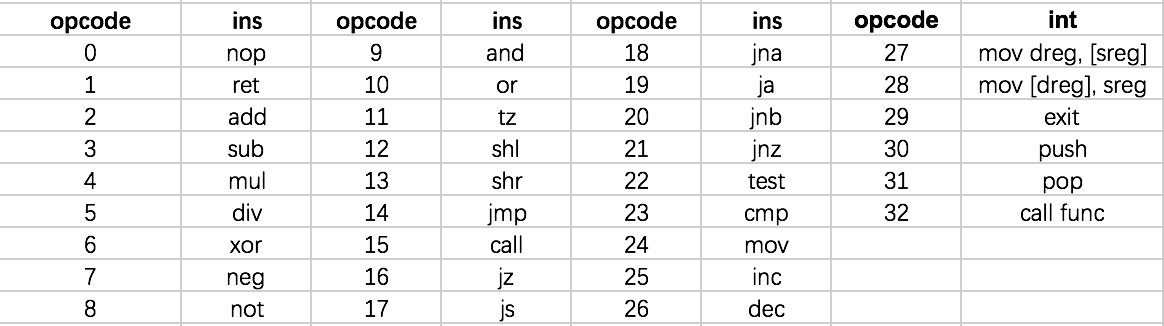 opcode ins opcode ins opcode ins opcode int
0 nop 9 and 18 jna 27 mov dreg, [sreg]
1 ret 10 or 19 ja 28 mov [dreg], sreg
2 add 11 tz 20 jnb 29 exit
3 sub 12 shl 21 jnz 30 push
4 mul 13 shr 22 test 31 pop
5 div 14 jmp 23 cmp 32 call func
6 xor 15 call 24 mov
7 neg 16 jz 25 inc
8 not 17 js 26 dec